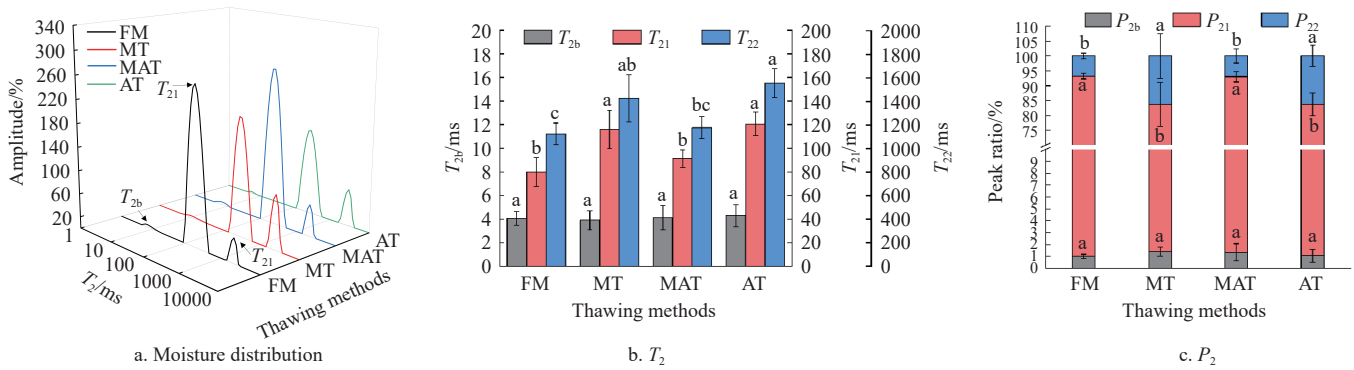 340
300
260
220
180
140
100
60
20
Amplitude/%
FM
MT
MAT
AT
T21
T2b
T21
1
10
100
1000
10000
T2/ms
FM
MT
MAT
AT
Thawing methods
a. Moisture distribution
T2b T21 T22
20
18
16
14
12
10
8
6
4
2
0
T2b/ms
a b c
a a ab
a b bc
a a a
FM MT MAT AT
Thawing methods
200
180
160
140
120
100
80
60
40
20
0
T21/ms
2000
1800
1600
1400
1200
1000
800
600
400
200
0
T22/ms
b. T2
P2b P21 P22
110
105
100
95
90
85
80
75
9
8
7
6
5
4
3
2
1
0
Peak ratio/%
b a b a
a b a b
a a a a
FM MT MAT AT
Thawing methods
c. P2